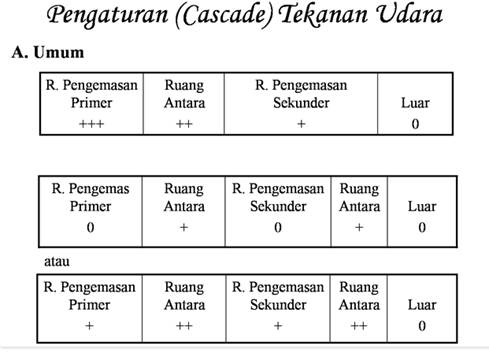 Pengaturan (Cascade) Tekanan Udara
A. Umum
R. Pengemasan Primer +++ Ruang Antara ++ R. Pengemasan Sekunder + Luar 0
R. Pengemas Primer 0 Ruang Antara + R. Pengemasan Sekunder 0 Ruang Antara + Luar 0
atau
R. Pengemasan Primer + Ruang Antara ++ R. Pengemasan Sekunder + Ruang Antara ++ Luar 0